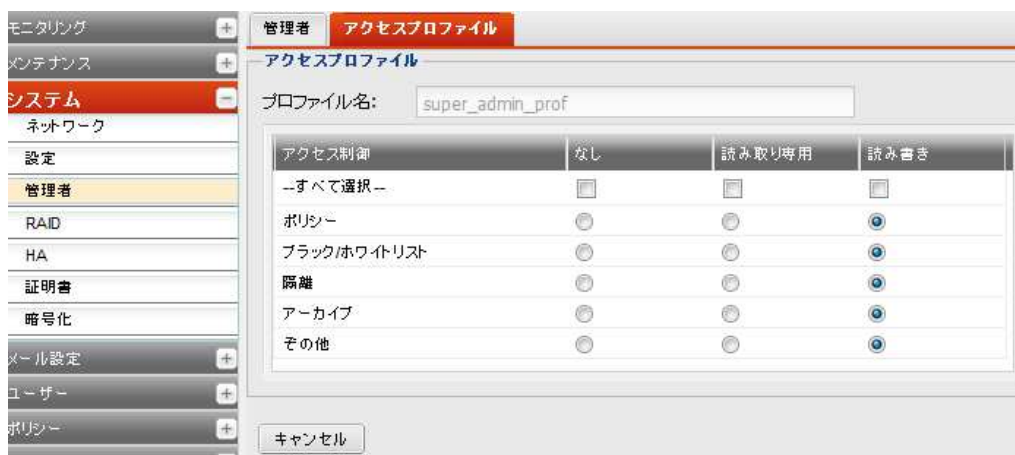 モニタリング
メンテナンス
システム
ネットワーク
設定
管理者
RAID
HA
証明書
暗号化
メール設定
ユーザー
ポリシー
管理者 アクセスプロファイル
アクセスプロファイル
プロファイル名: super_admin_prof
アクセス制御 なし 読み取り専用 読み書き
--すべて選択--
ポリシー
ブラック/ホワイトリスト
隔離
アーカイブ
その他
キャンセル